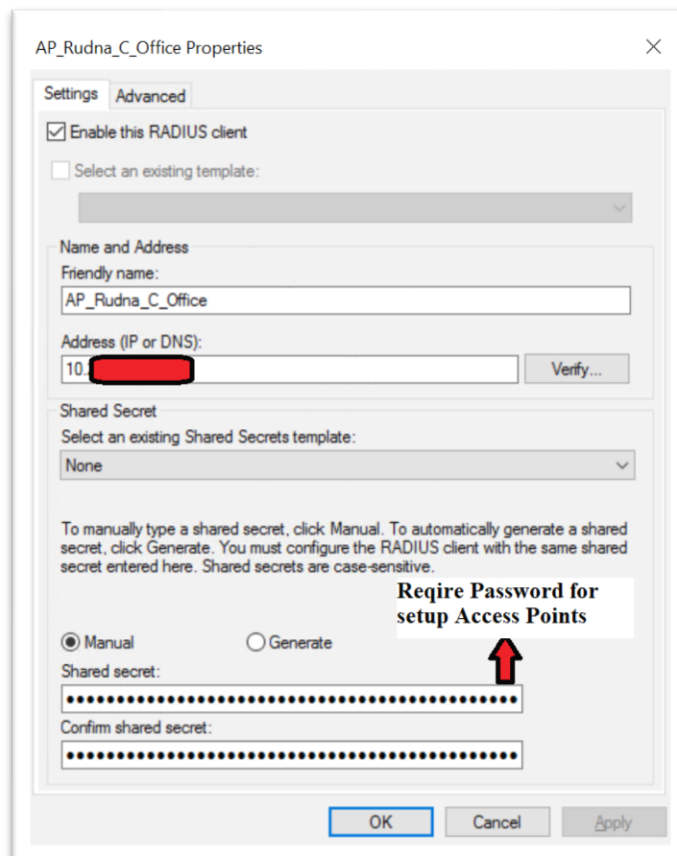 AP_Rudna_C_Office Properties
Settings Advanced
Enable this RADIUS client
Select an existing template:
Name and Address
Friendly name:
AP_Rudna_C_Office
Address (IP or DNS):
10. Verify...
Shared Secret
Select an existing Shared Secrets template:
None
To manually type a shared secret, click Manual. To automatically generate a shared
secret, click Generate. You must configure the RADIUS client with the same shared
secret entered here. Shared secrets are case-sensitive.
Reqire Password for
setup Access Points
Manual Generate
Shared secret:
Confirm shared secret:
OK Cancel Apply